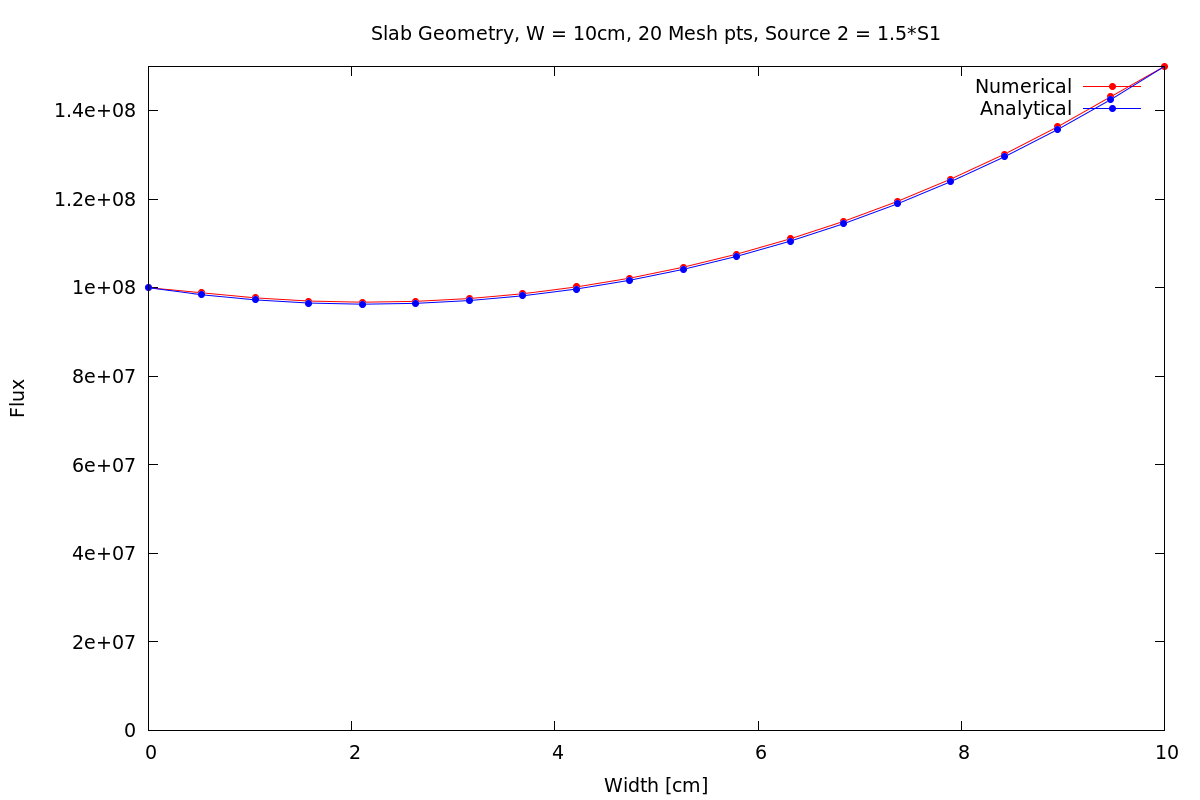 Slab Geometry, W = 10cm, 20 Mesh pts, Source 2 = 1.5*S1
Numerical
Analytical
1.4e+08
1.2e+08
1e+08
8e+07
6e+07
4e+07
2e+07
0
Flux
0 2 4 6 8 10
Width [cm]